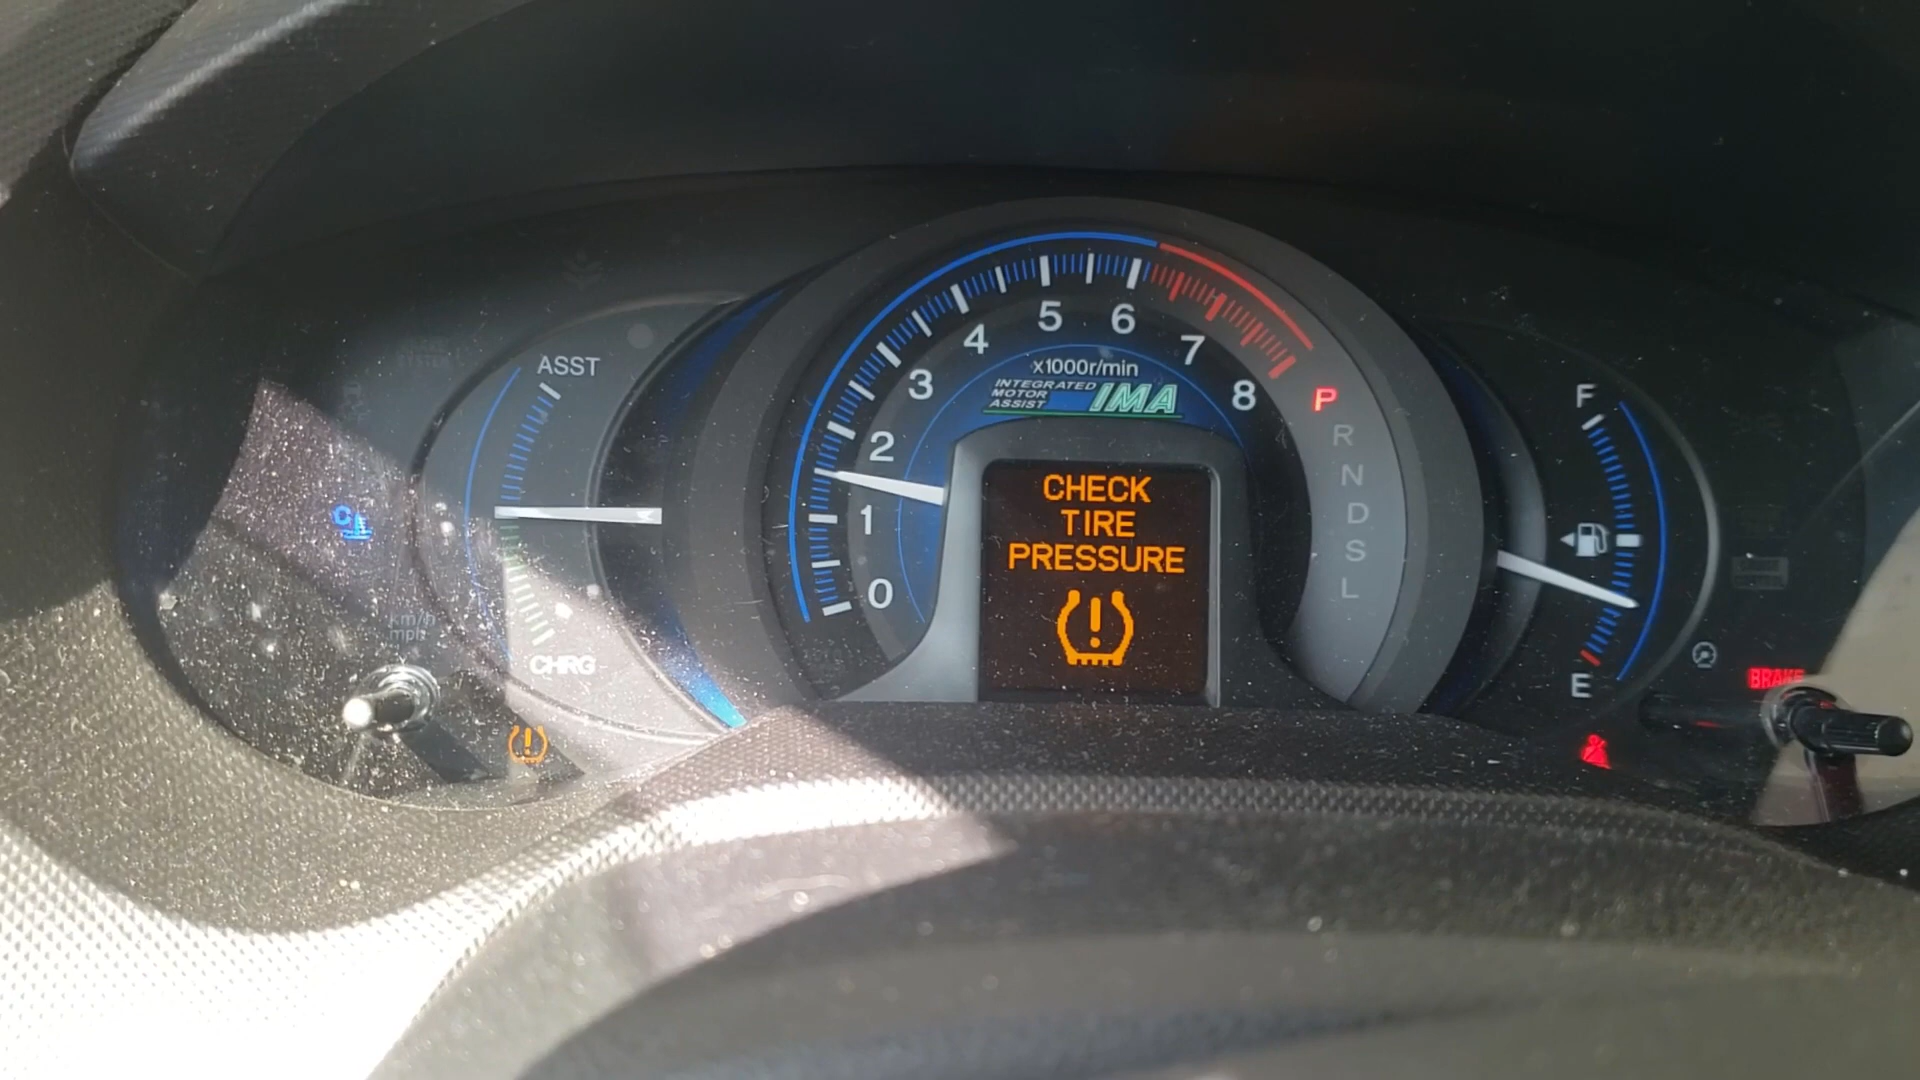 ASST
CHRG
C
km/h
mph
0
1
2
3
4
5
6
7
8
x1000r/min
INTEGRATED
MOTOR
ASSIST
IMA
CHECK
TIRE
PRESSURE
P
R
N
D
S
L
F
E
BRAKE